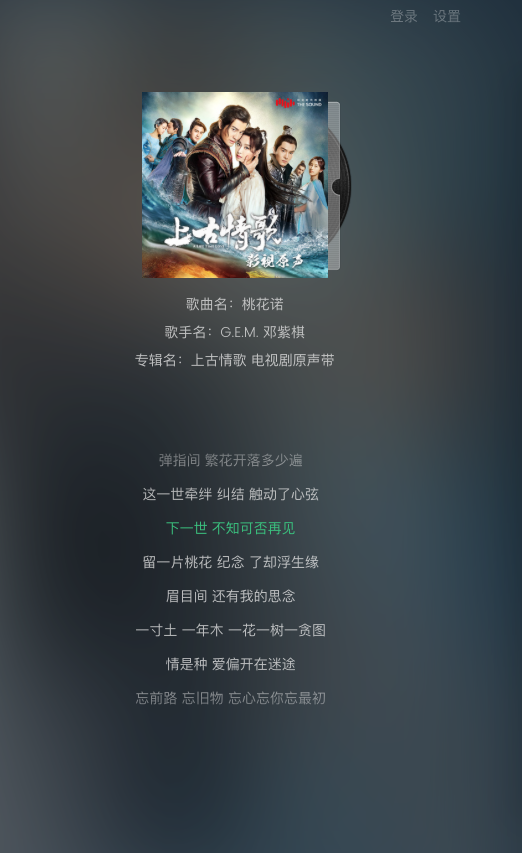 登录 设置
THE SOUND
上古情歌
影视原声
歌曲名：桃花诺
歌手名：G.E.M. 邓紫棋
专辑名：上古情歌 电视剧原声带
弹指间 繁花开落多少遍
这一世牵绊 纠结 触动了心弦
下一世 不知可否再见
留一片桃花 纪念 了却浮生缘
眉目间 还有我的思念
一寸土 一年木 一花一树一贪图
情是种 爱偏开在迷途
忘前路 忘旧物 忘心忘你忘最初